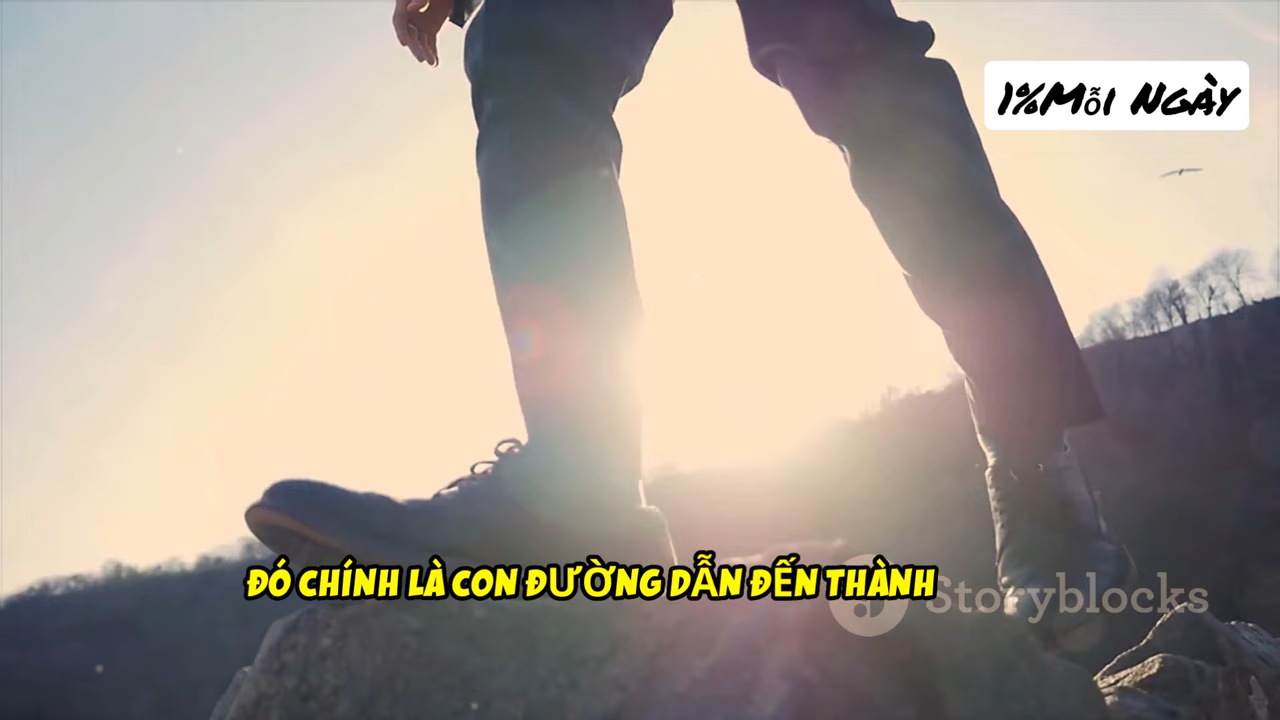 1%Mỗi Ngày
ĐÓ CHÍNH LÀ CON ĐƯỜNG DẪN ĐẾN THÀNH
Storyblocks